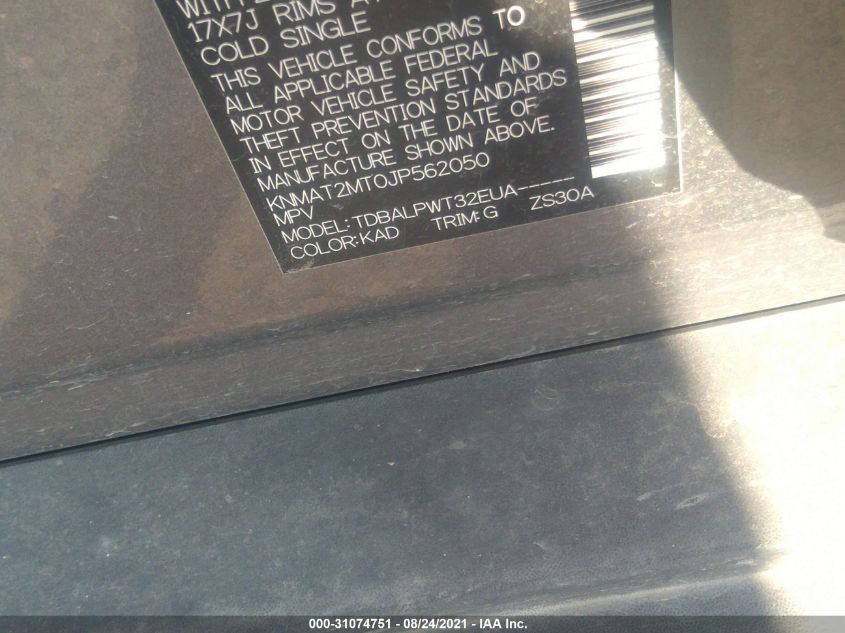 17X7J RIMS
COLD SINGLE
THIS VEHICLE CONFORMS TO
ALL APPLICABLE FEDERAL
MOTOR VEHICLE SAFETY AND
THEFT PREVENTION STANDARDS
IN EFFECT ON THE DATE OF
MANUFACTURE SHOWN ABOVE.
KNMAT2MT0JP562050
MPV
MODEL: TDBALPWT32EUA------
COLOR: KAD TRIM: G ZS30A
000-31074751 - 08/24/2021 - IAA Inc.